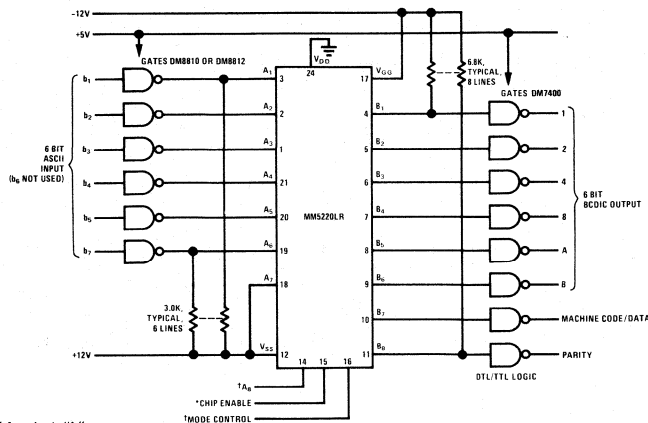 -12V
+5V
GATES DM8810 OR DM8812
VDD
24
A1
3
VGG
17
6.8K,
TYPICAL,
8 LINES
GATES DM7400
b1
B1
4
1
b2
A2
2
B2
5
2
6 BIT
ASCII
INPUT
(b6 NOT USED)
b3
A3
1
B3
6
4
6 BIT
BCDIC OUTPUT
b4
A4
21
MM5220LR
B4
7
8
b5
A5
20
B5
8
A
b7
A6
19
B6
9
B
A7
18
3.0K,
TYPICAL,
6 LINES
B7
10
MACHINE CODE/DATA
+12V
VSS
12
14
15
16
B8
11
PARITY
DTL/TTL LOGIC
†A8
*CHIP ENABLE
†MODE CONTROL